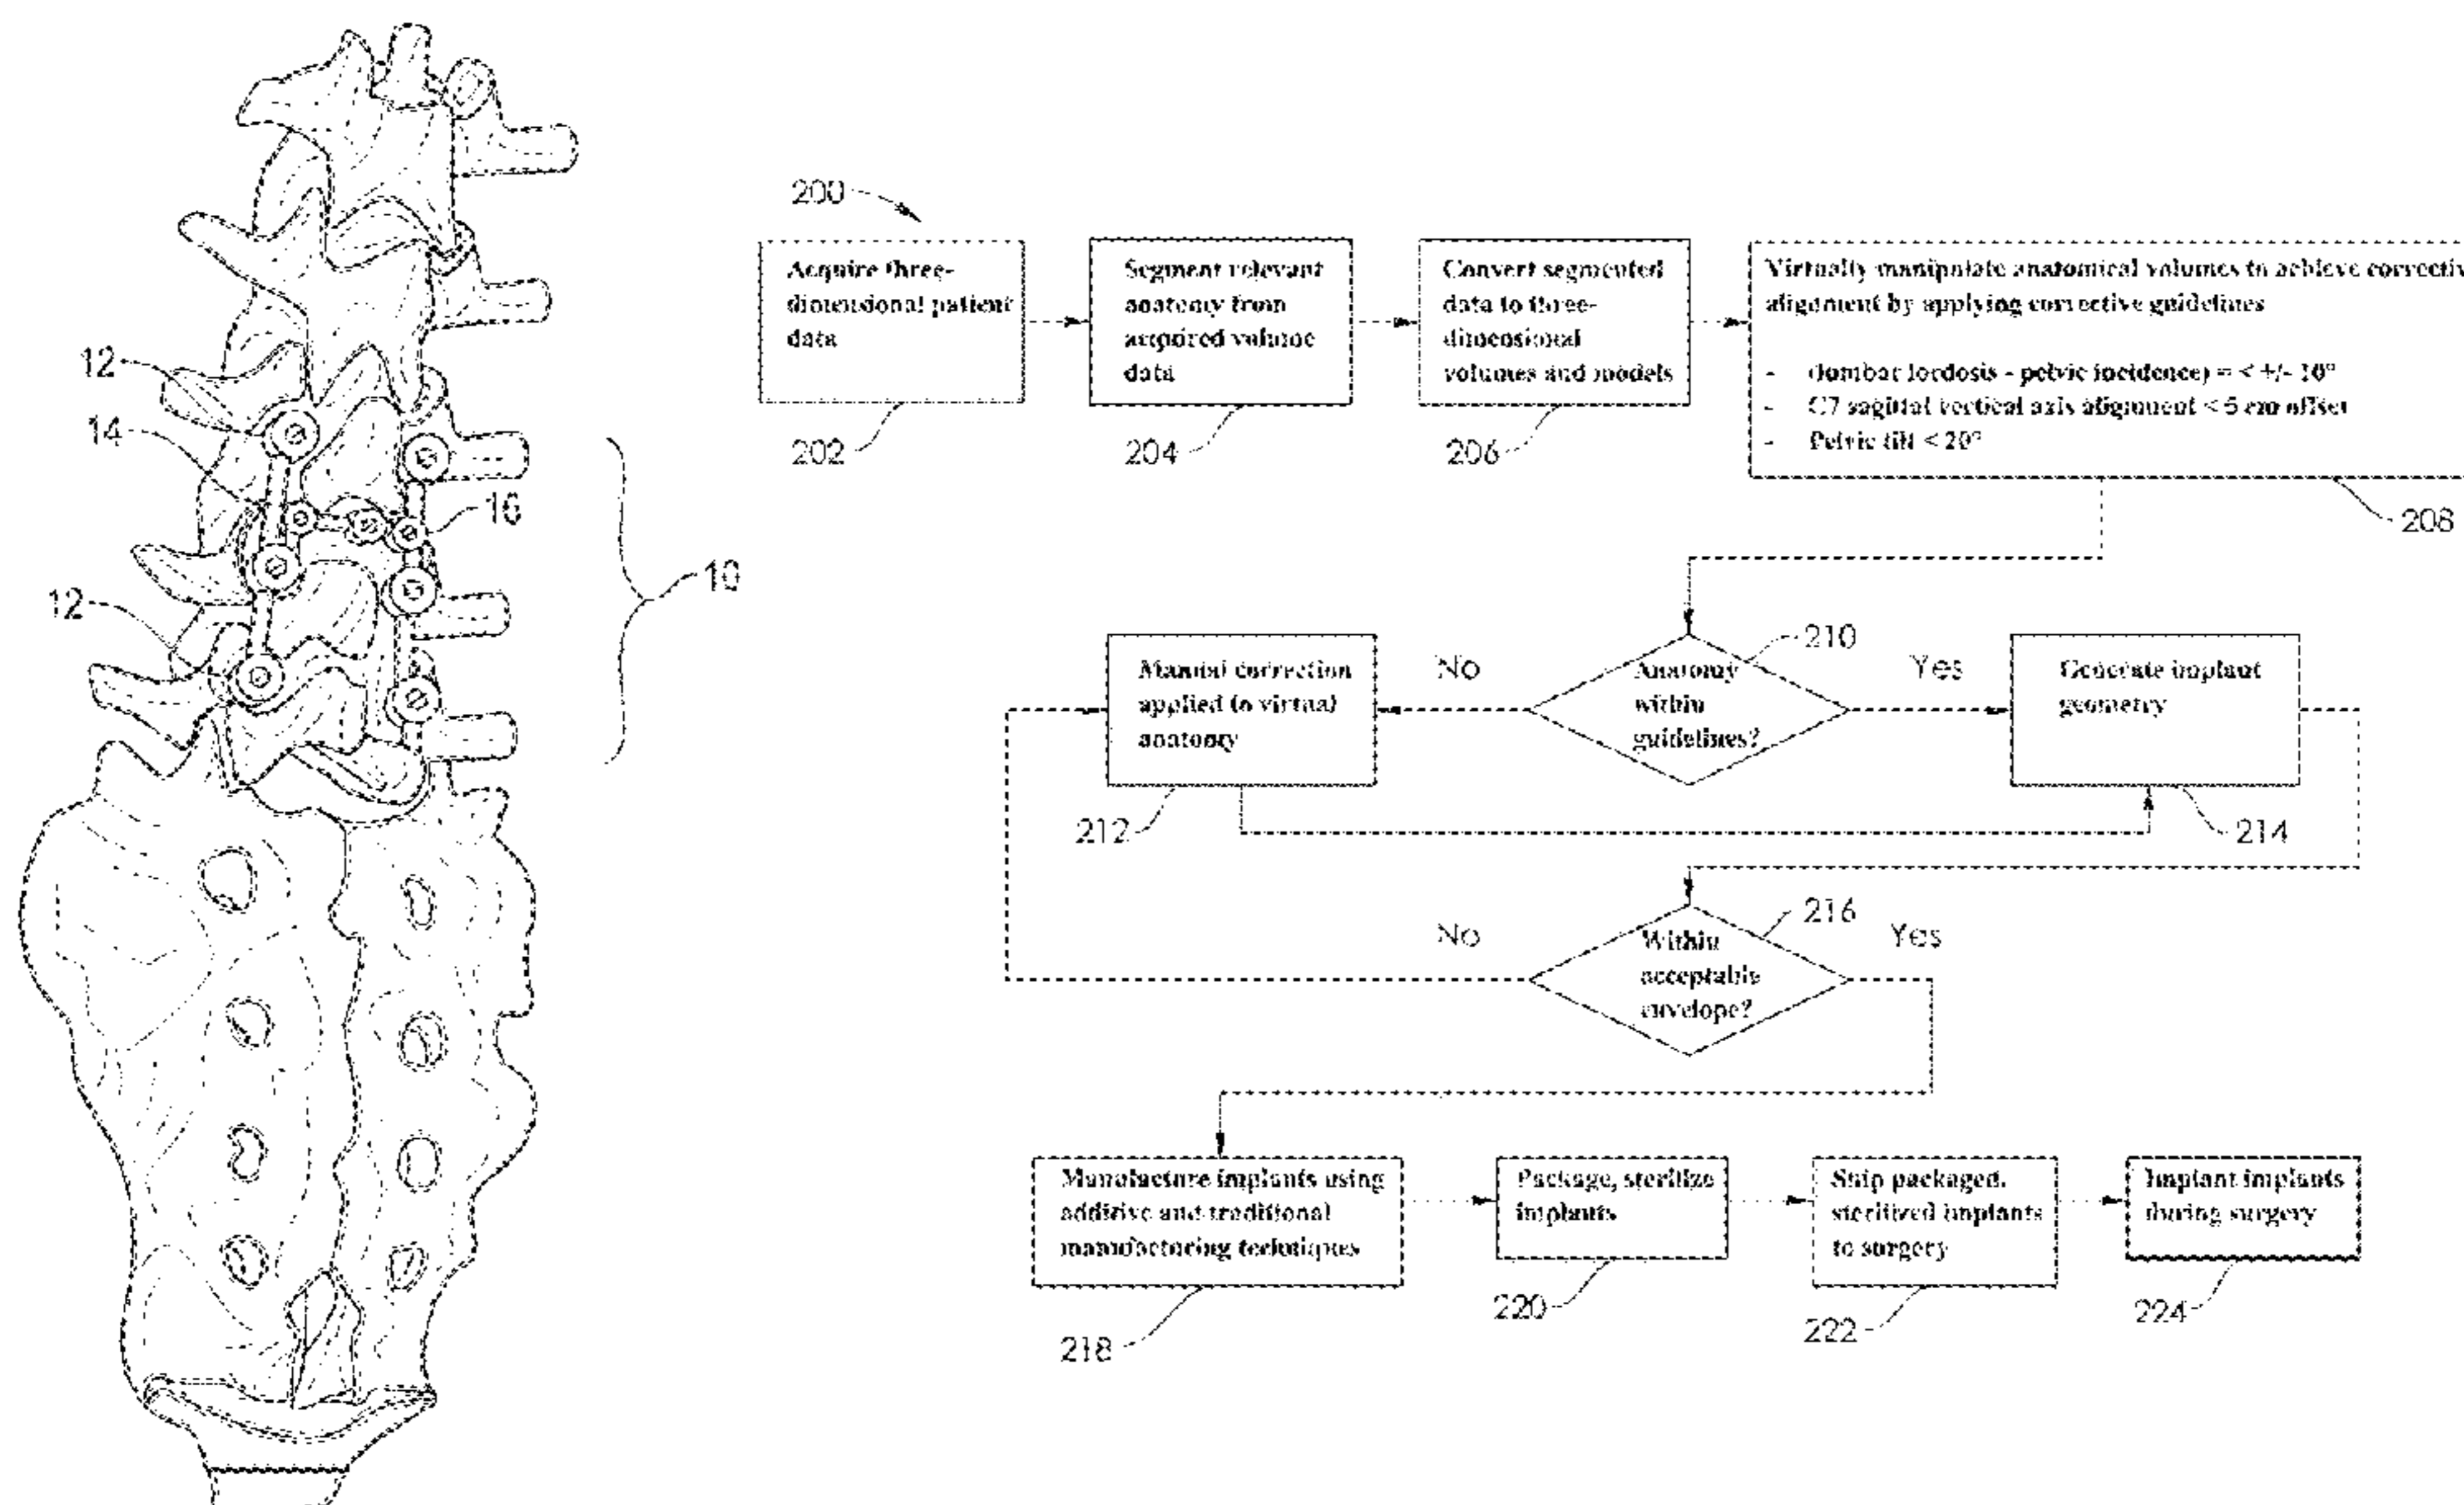 12
14
16
10
12
200
Acquire three-
dimensional patient
data
202
Segment relevant
anatomy from
acquired volume
data
204
Convert segmented
data to three-
dimensional
volumes and models
206
Virtually manipulate anatomical volumes to achieve correctiv
alignment by applying corrective guidelines
- (lumbar lordosis - pelvic incidence) = < +/- 10°
- C7 sagittal vertical axis alignment < 5 cm offset
- Pelvic tilt < 20°
208
Manual correction
applied to virtual
anatomy
212
No
Anatomy
within
guidelines?
210
Yes
Generate implant
geometry
214
No
Within
acceptable
envelope?
216
Yes
Manufacture implants using
additive and traditional
manufacturing techniques
218
Package, sterilize
implants
220
Ship packaged,
sterilized implants
to surgery
222
Implant implants
during surgery
224